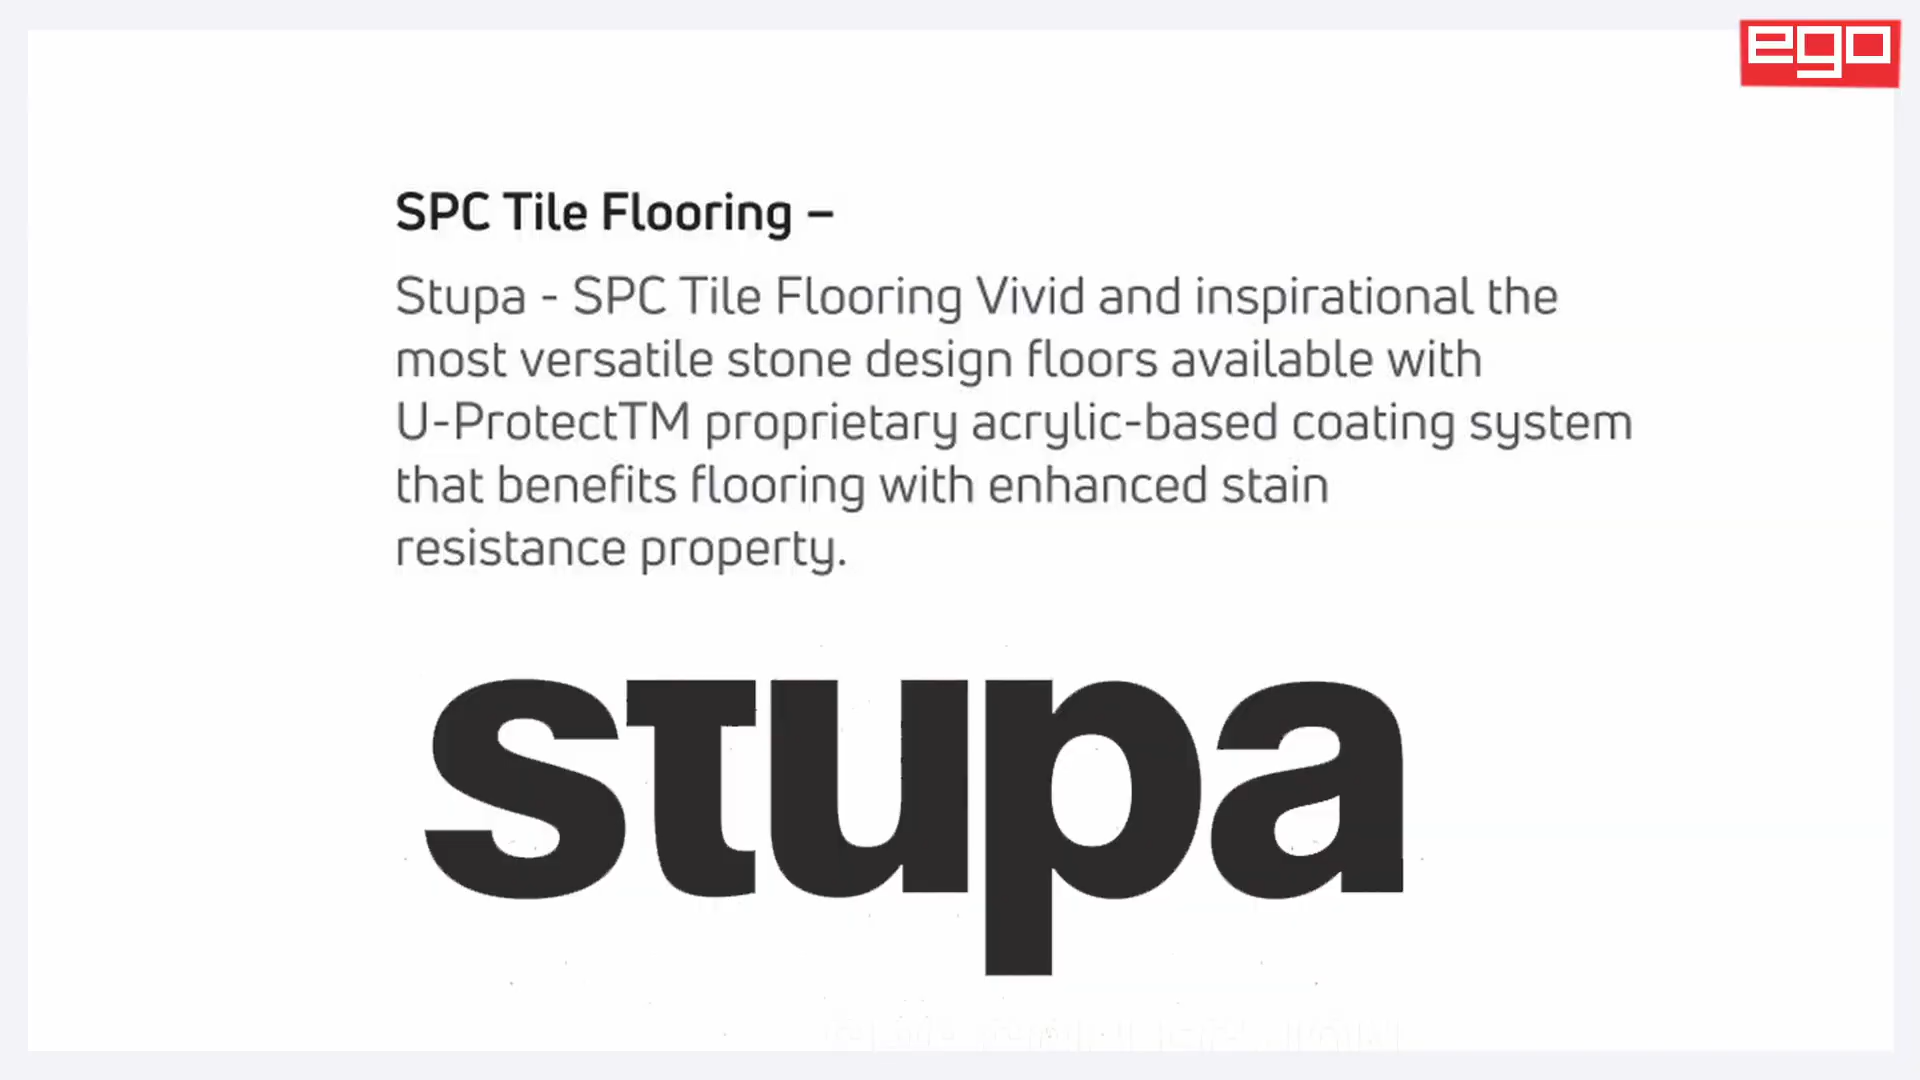 ego
SPC Tile Flooring –
Stupa - SPC Tile Flooring Vivid and inspirational the
most versatile stone design floors available with
U-ProtectTM proprietary acrylic-based coating system
that benefits flooring with enhanced stain
resistance property.
stupa